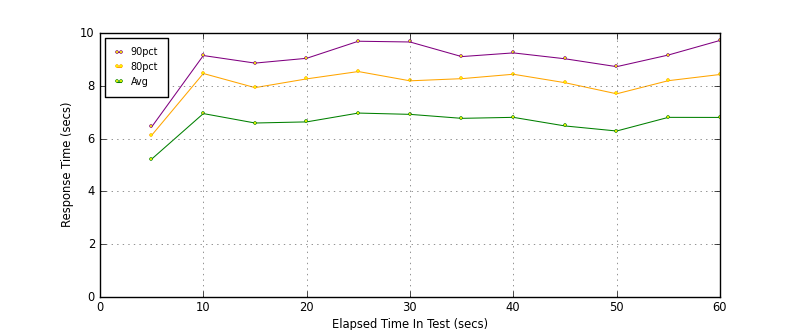 10
8
6
4
2
0
90pct
80pct
Avg
Response Time (secs)
0 10 20 30 40 50 60
Elapsed Time In Test (secs)